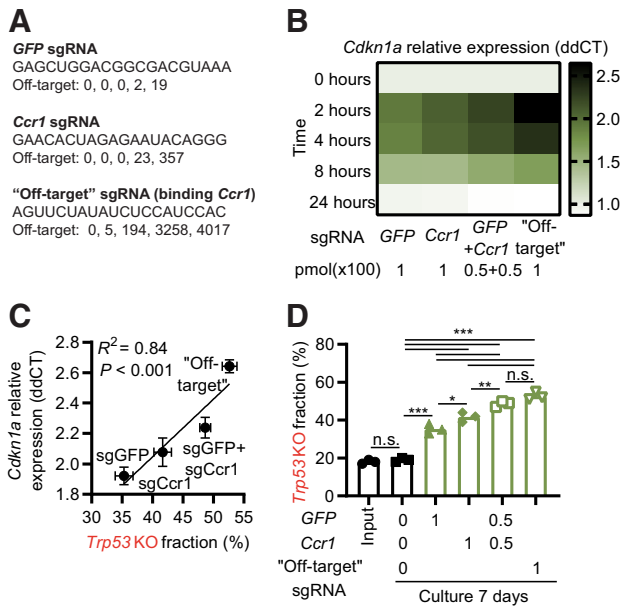 A
GFP sgRNA
GAGCUGGACGGCGACGUAAA
Off-target: 0, 0, 0, 2, 19
Ccr1 sgRNA
GAACACUAGAGAAUACAGGG
Off-target: 0, 0, 0, 23, 357
“Off-target” sgRNA (binding Ccr1)
AGUUCUAUAUCUCCAUCCAC
Off-target: 0, 5, 194, 3258, 4017
B
Cdkn1a relative expression (ddCT)
Time
0 hours
2 hours
4 hours
8 hours
24 hours
2.5
2.0
1.5
1.0
sgRNA GFP Ccr1 GFP +Ccr1 "Off-target"
pmol(x100) 1 1 0.5+0.5 1
C
Cdkn1a relative
expression (ddCT)
2.8
2.6
2.4
2.2
2.0
1.8
R2 = 0.84
P < 0.001
"Off-
target"
sgGFP
sgCcr1
sgGFP+
sgCcr1
30 35 40 45 50 55
Trp53 KO fraction (%)
D
Trp53 KO
fraction (%)
80
60
40
20
0
***
n.s.
***
*
**
n.s.
Input
GFP 0 1 0.5
Ccr1 0 1 0.5
"Off-target" 0 1
sgRNA
Culture 7 days